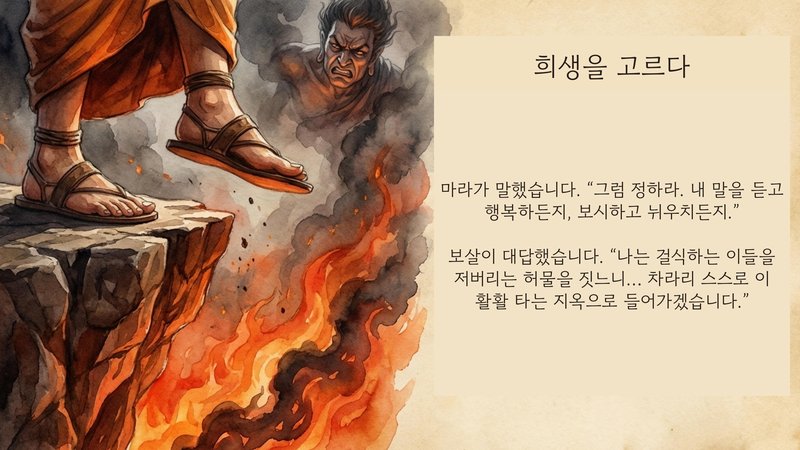 희생을 고르다
마라가 말했습니다. “그럼 정하라. 내 말을 듣고
행복하든지, 보시하고 뉘우치든지.”
보살이 대답했습니다. “나는 걸식하는 이들을
저버리는 허물을 짓느니... 차라리 스스로 이
활활 타는 지옥으로 들어가겠습니다.”